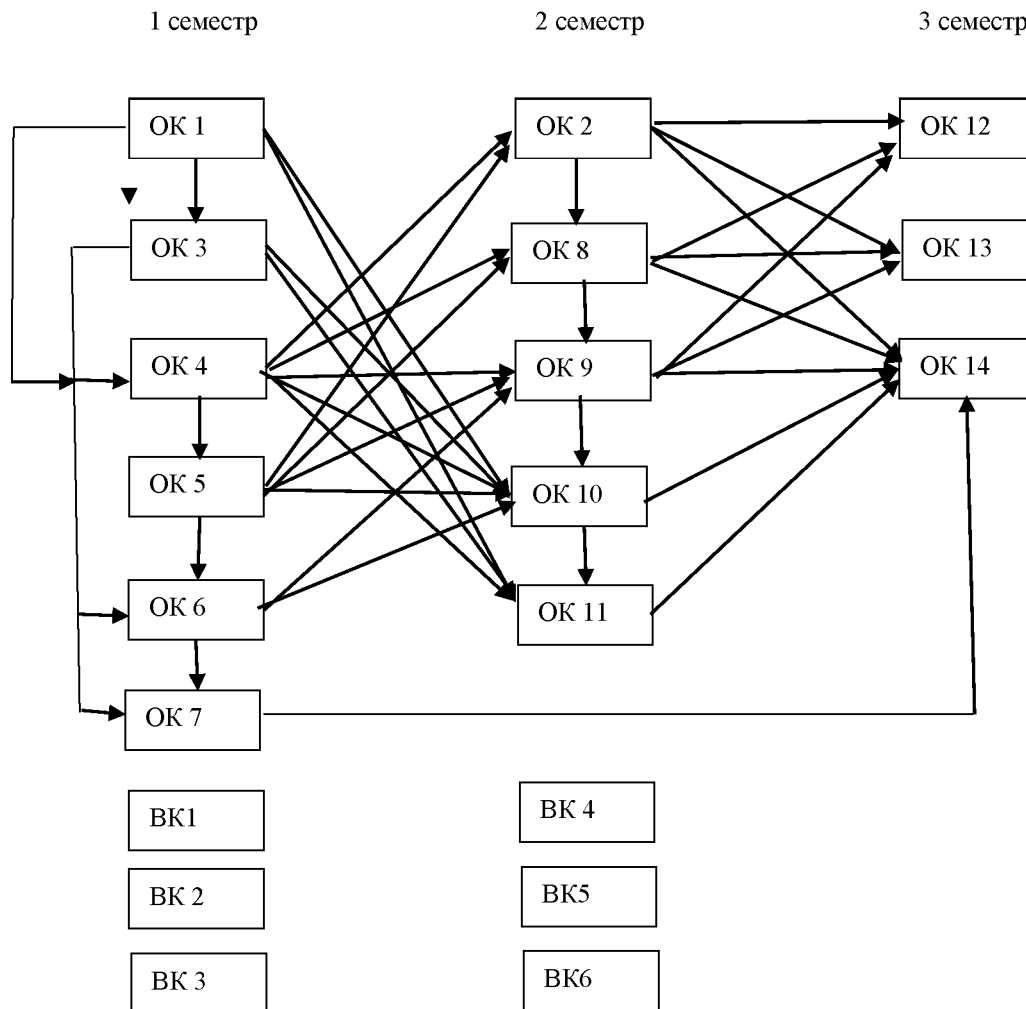 1 семестр 2 семестр 3 семестр
ОК 1 ОК 2 ОК 12
ОК 3 ОК 8 ОК 13
ОК 4 ОК 9 ОК 14
ОК 5 ОК 10
ОК 6 ОК 11
ОК 7
ВК1 ВК 4
ВК 2 ВК5
ВК 3 ВК6